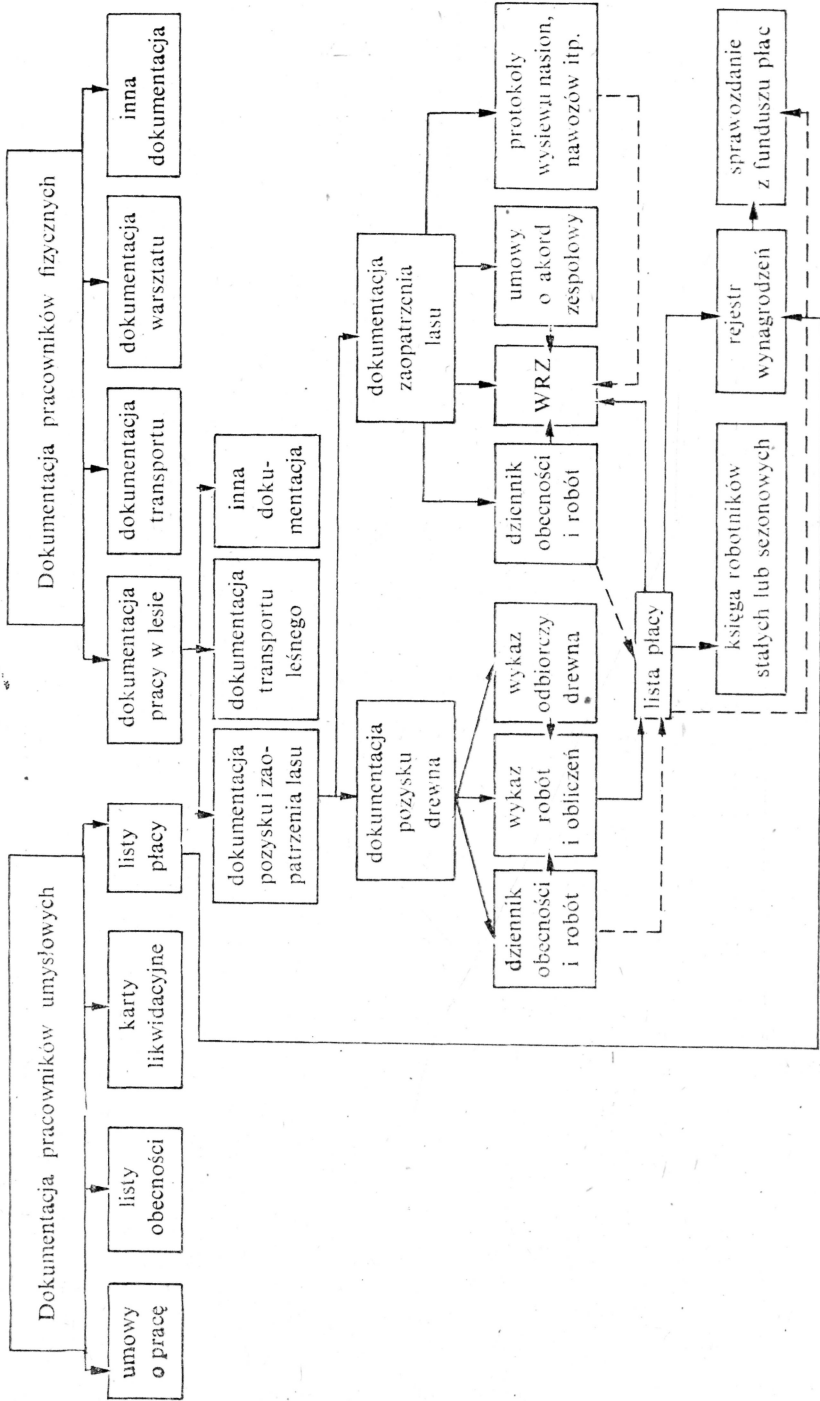 Dokumentacja pracowników umysłowych
umowy
o pracę
listy
obecności
karty
likwidacyjne
listy
płacy
Dokumentacja pracowników fizycznych
dokumentacja
pracy w lesie
dokumentacja
transportu
dokumentacja
warsztatu
inna
dokumentacja
dokumentacja
pozysku i zao-
patrzenia lasu
dokumentacja
transportu
leśnego
inna
doku-
mentacja
dokumentacja
pozysku
drewna
dokumentacja
zaopatrzenia
lasu
dziennik
obecności
i robót
wykaz
robót
i obliczeń
wykaz
odbiorczy
drewna
dziennik
obecności
i robót
WRZ
umowy
o akord
zespołowy
protokoły
wysiewu nasion,
nawozów itp.
lista płacy
księga robotników
stałych lub sezonowych
rejestr
wynagrodzeń
sprawozdanie
z funduszu płac